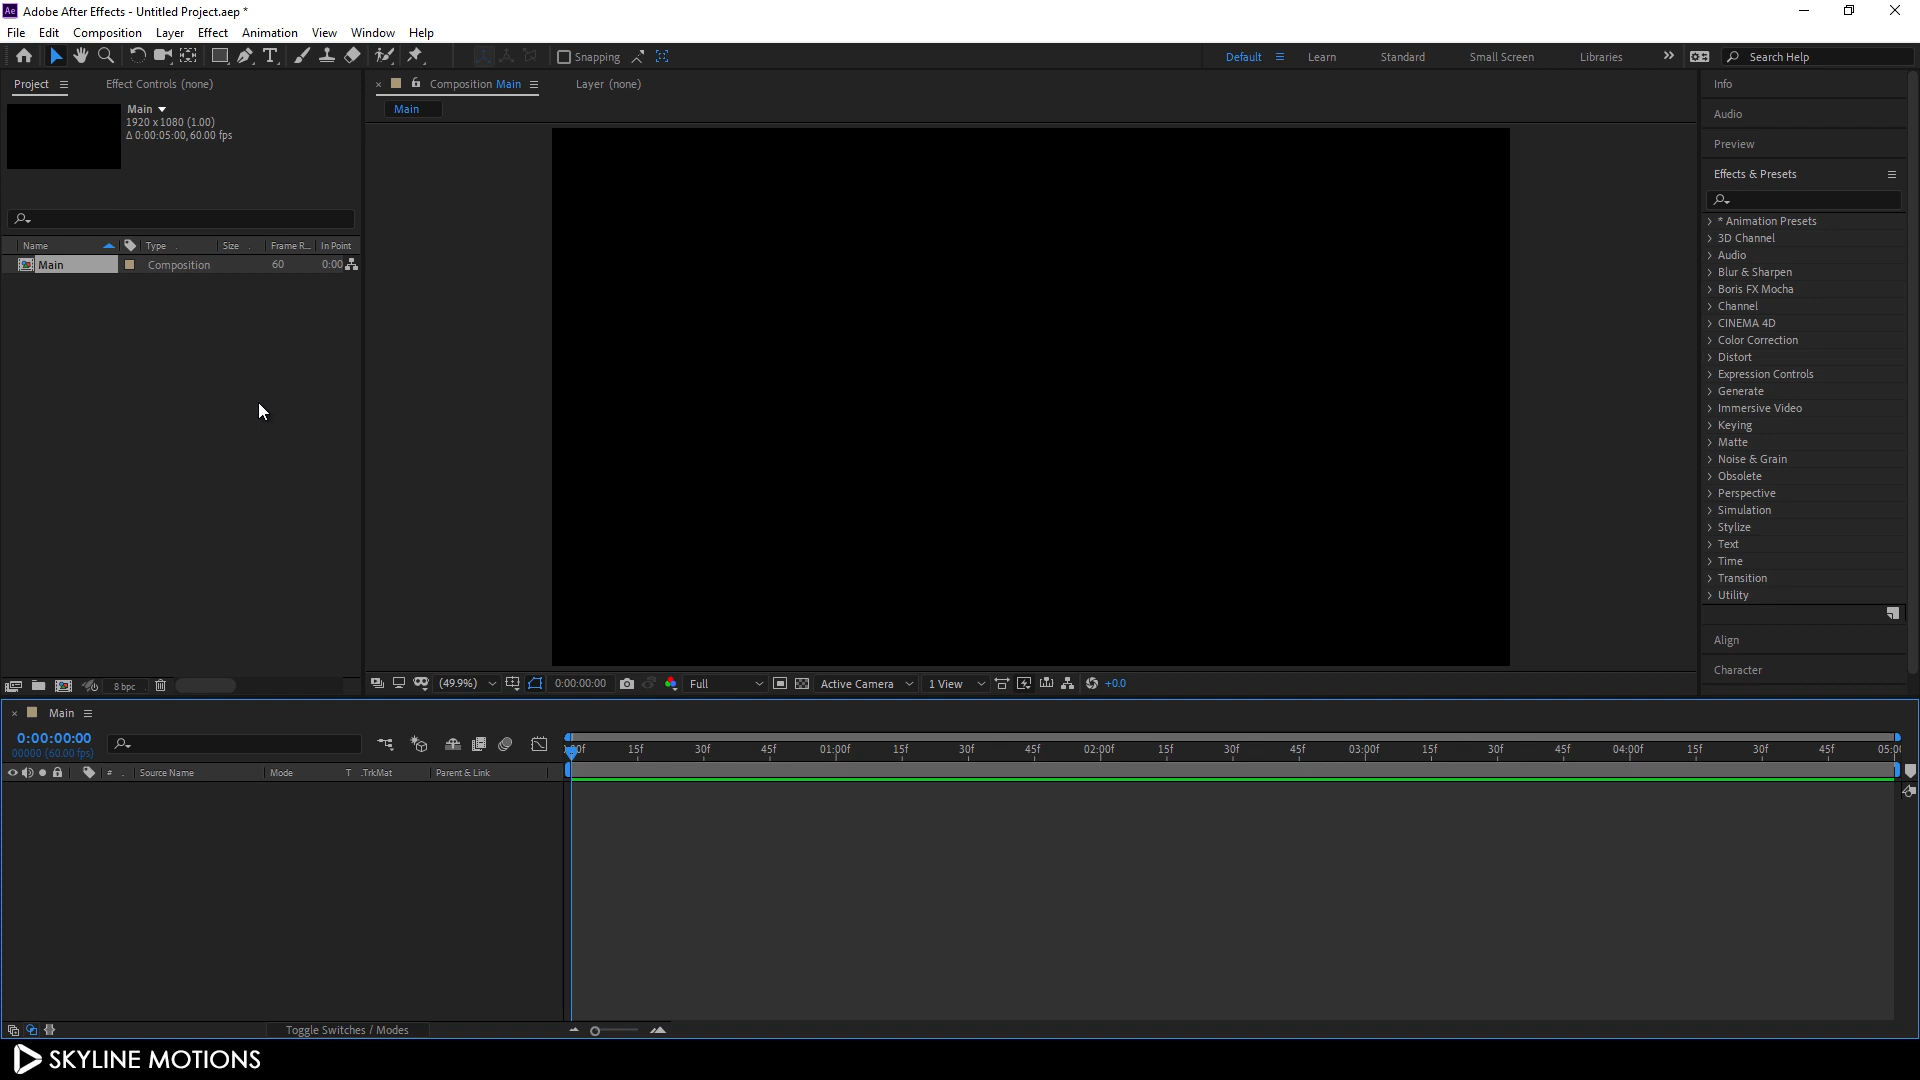 Adobe After Effects - Untitled Project.aep *
File Edit Composition Layer Effect Animation View Window Help
Snapping Default Learn Standard Small Screen Libraries Search Help
Project Effect Controls (none)
Main
1920 x 1080 (1.00)
Δ 0:00:05:00, 60.00 fps
Name Type Size Frame R... In Point
Main Composition 60 0:00
8 bpc
Composition Main Layer (none)
Main
(49.9%) 0:00:00:00 Full Active Camera 1 View +0.0
Info
Audio
Preview
Effects & Presets
* Animation Presets
3D Channel
Audio
Blur & Sharpen
Boris FX Mocha
Channel
CINEMA 4D
Color Correction
Distort
Expression Controls
Generate
Immersive Video
Keying
Matte
Noise & Grain
Obsolete
Perspective
Simulation
Stylize
Text
Time
Transition
Utility
Align
Character
Main
0:00:00:00
00000 (60.00 fps)
15f 30f 45f 01:00f 15f 30f 45f 02:00f 15f 30f 45f 03:00f 15f 30f 45f 04:00f 15f 30f 45f
# Source Name Mode T .TrkMat Parent & Link
Toggle Switches / Modes
SKYLINE MOTIONS